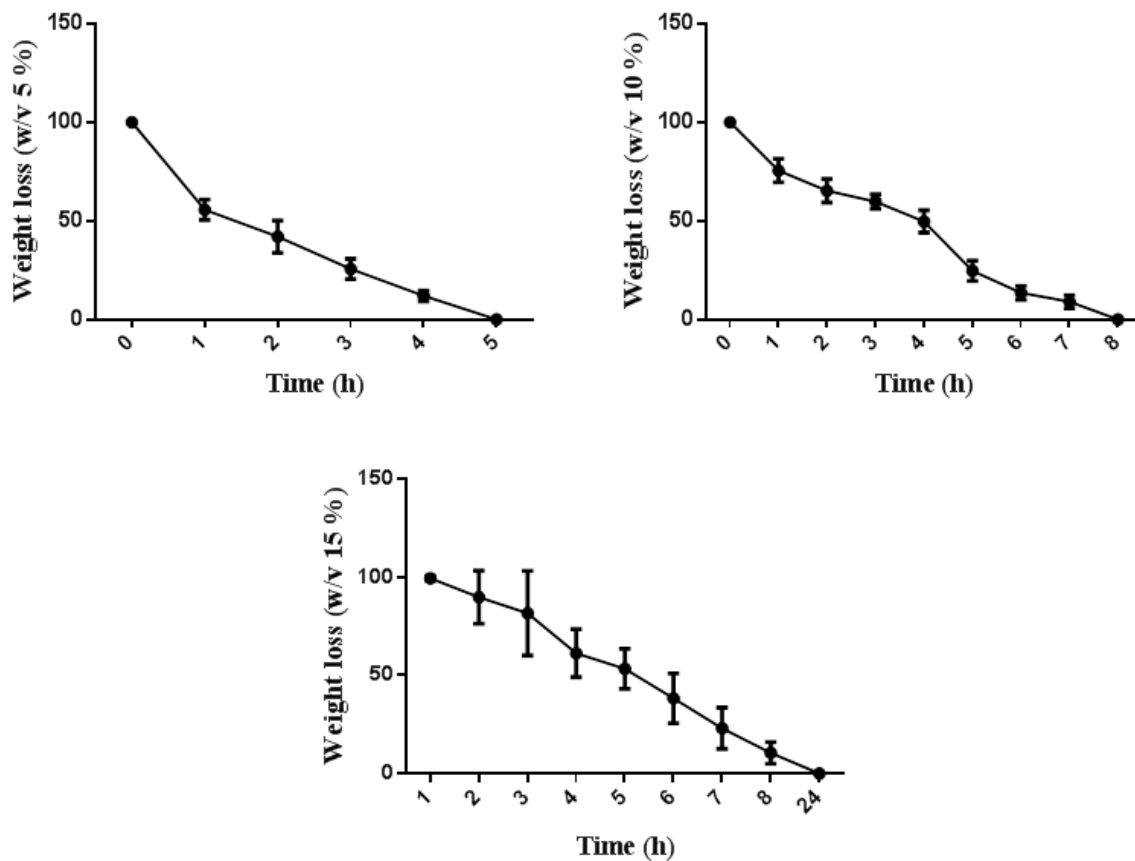 Weight loss (w/v 5 %)
150
100
50
0
0 1 2 3 4 5
Time (h)
Weight loss (w/v 10 %)
150
100
50
0
0 1 2 3 4 5 6 7 8
Time (h)
Weight loss (w/v 15 %)
150
100
50
0
1 2 3 4 5 6 7 8 24
Time (h)